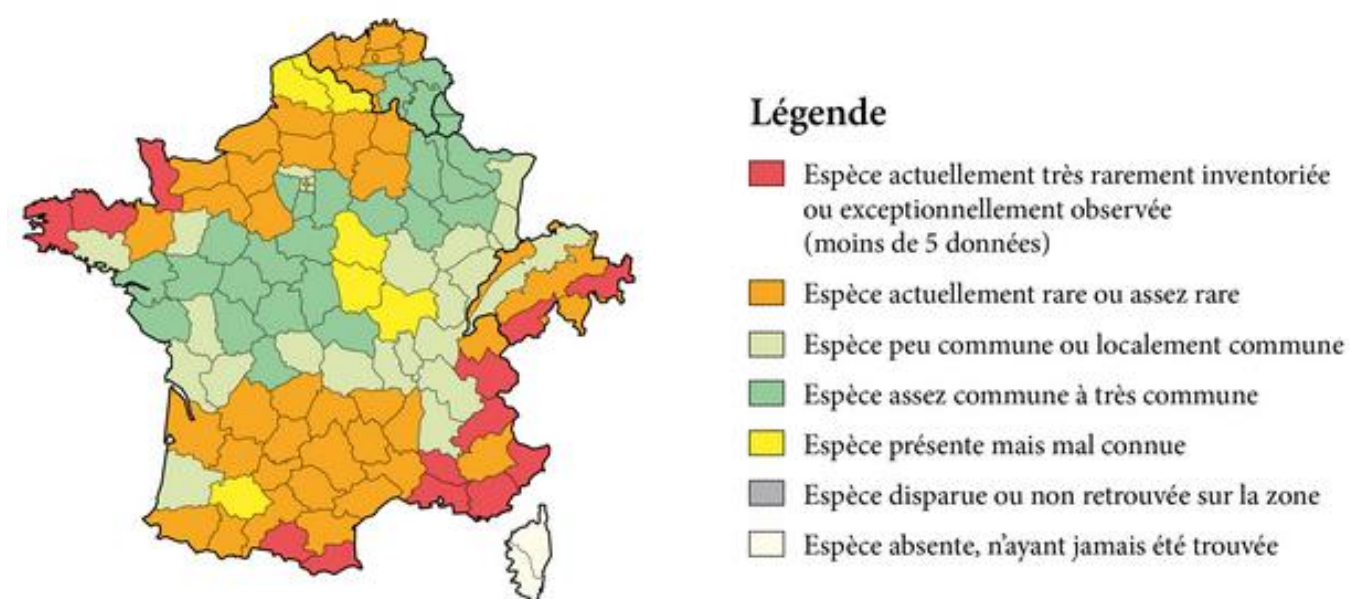 Légende
Espèce actuellement très rarement inventoriée
ou exceptionnellement observée
(moins de 5 données)
Espèce actuellement rare ou assez rare
Espèce peu commune ou localement commune
Espèce assez commune à très commune
Espèce présente mais mal connue
Espèce disparue ou non retrouvée sur la zone
Espèce absente, n'ayant jamais été trouvée